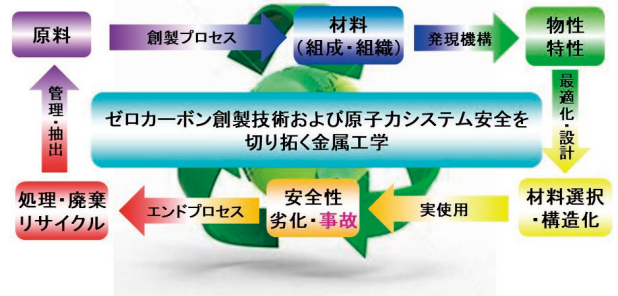 原料
創製プロセス
材料
(組成・組織)
発現機構
物性
特性
最適化・設計
材料選択
・構造化
実使用
安全性
劣化・事故
エンドプロセス
処理・廃棄
リサイクル
管理・抽出
ゼロカーボン創製技術および原子力システム安全を
切り拓く金属工学